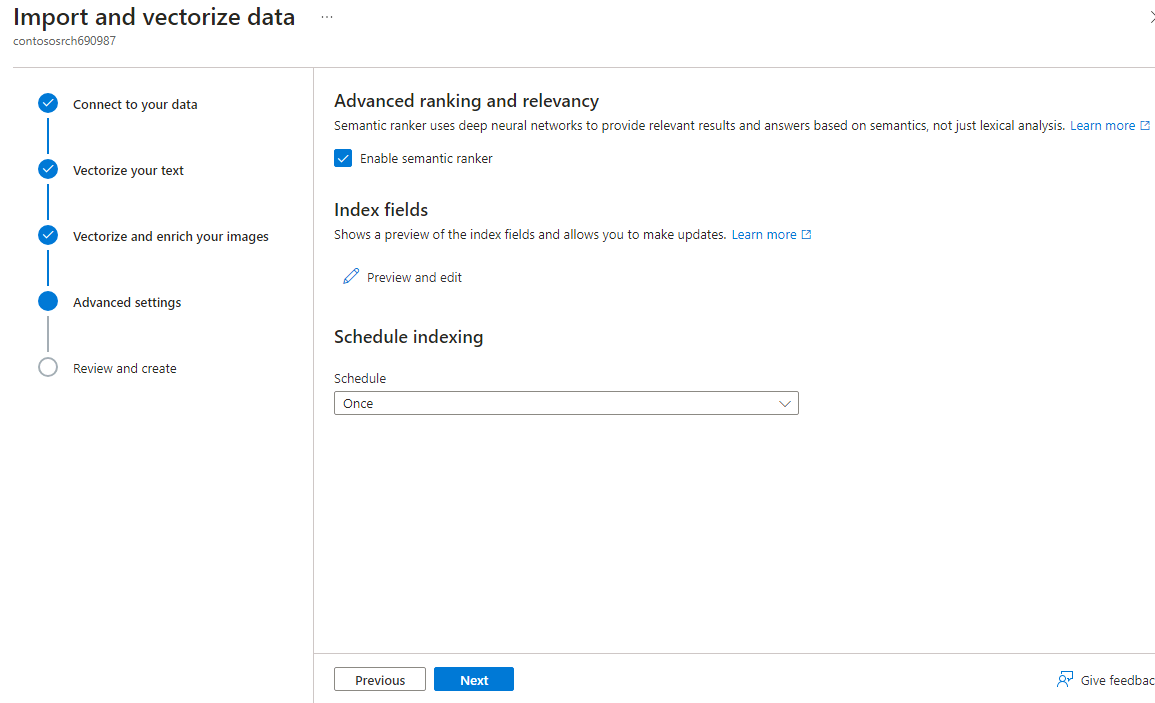 Import and vectorize data ...
contososrch690987
Connect to your data
Vectorize your text
Vectorize and enrich your images
Advanced settings
Review and create
Advanced ranking and relevancy
Semantic ranker uses deep neural networks to provide relevant results and answers based on semantics, not just lexical analysis. Learn more
Enable semantic ranker
Index fields
Shows a preview of the index fields and allows you to make updates. Learn more
Preview and edit
Schedule indexing
Schedule
Once
Previous
Next
Give feedbac